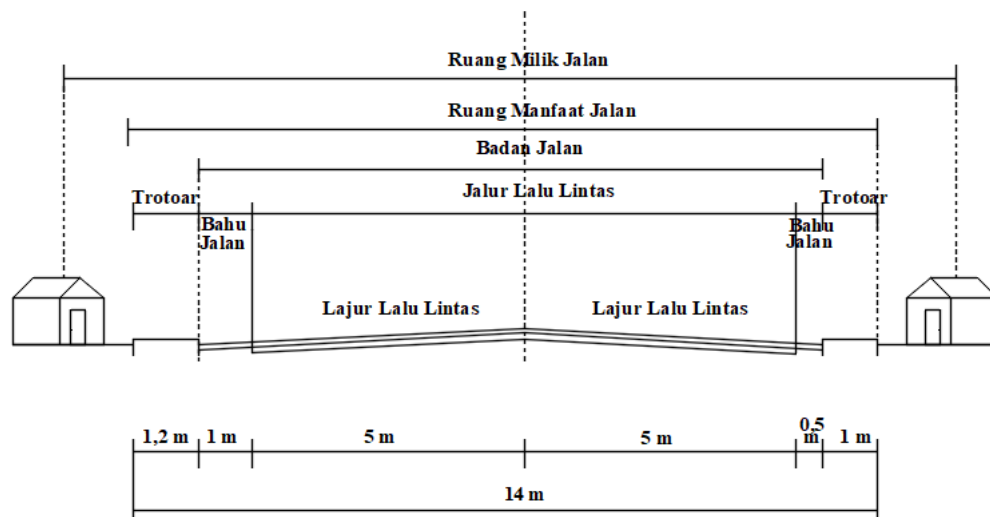 Ruang Milik Jalan
Ruang Manfaat Jalan
Badan Jalan
Trotoar
Jalur Lalu Lintas
Trotoar
Bahu
Jalan
Bahu
Jalan
Lajur Lalu Lintas
Lajur Lalu Lintas
1,2 m
1 m
5 m
5 m
0,5
m
1 m
14 m